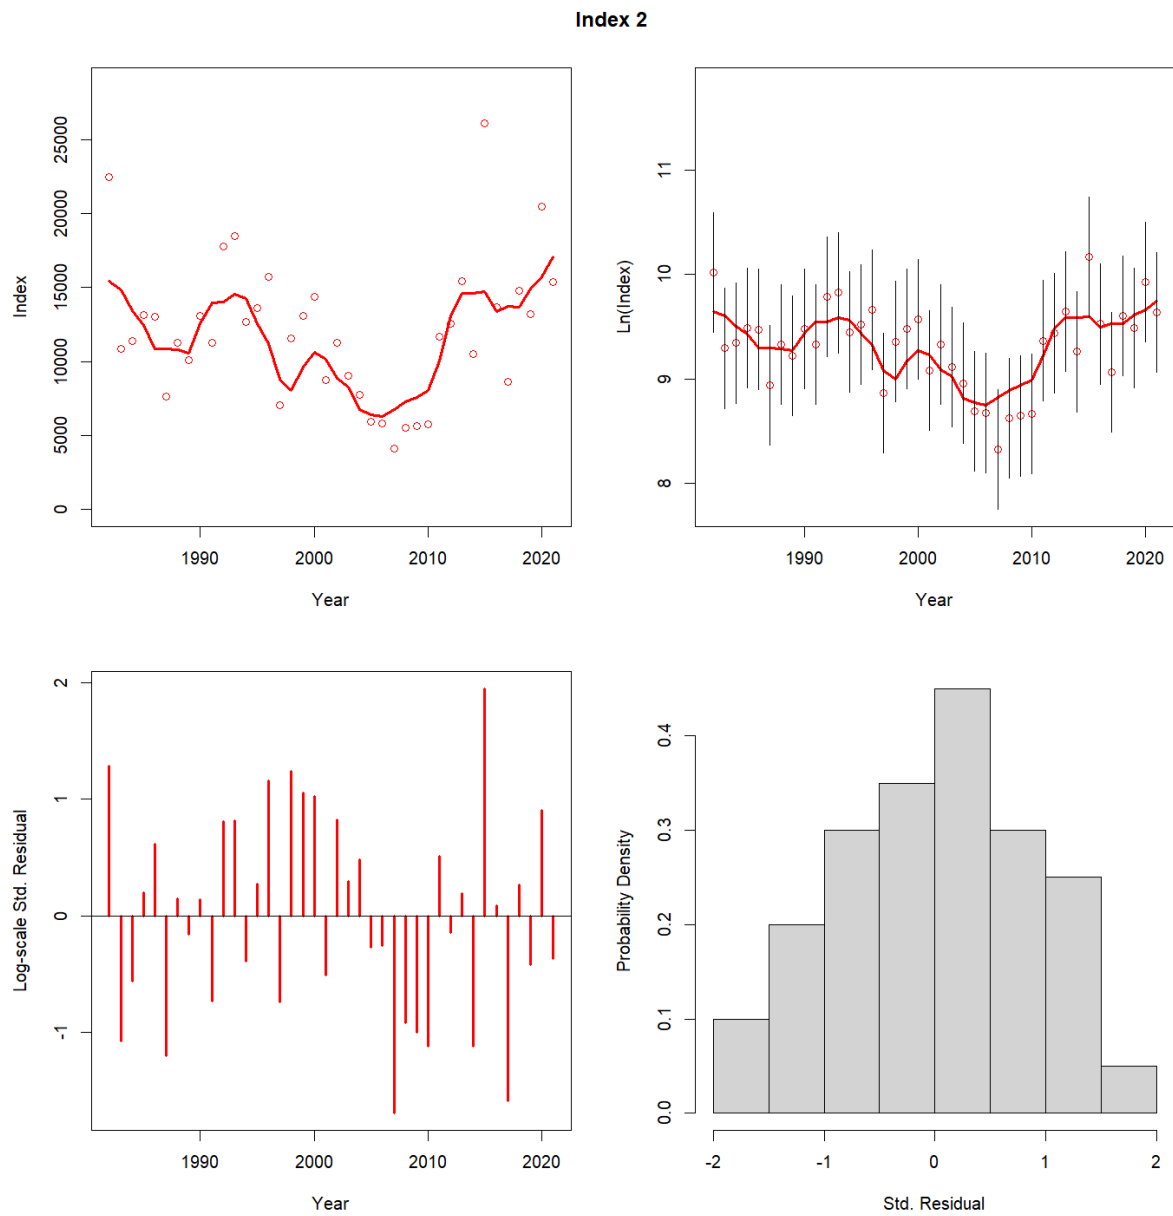 Index 2
Index
25000
20000
15000
10000
5000
0
1990 2000 2010 2020
Year
Ln(Index)
11
10
9
8
1990 2000 2010 2020
Year
Log-scale Std. Residual
2
1
0
-1
1990 2000 2010 2020
Year
Probability Density
0.4
0.3
0.2
0.1
0.0
-2 -1 0 1 2
Std. Residual